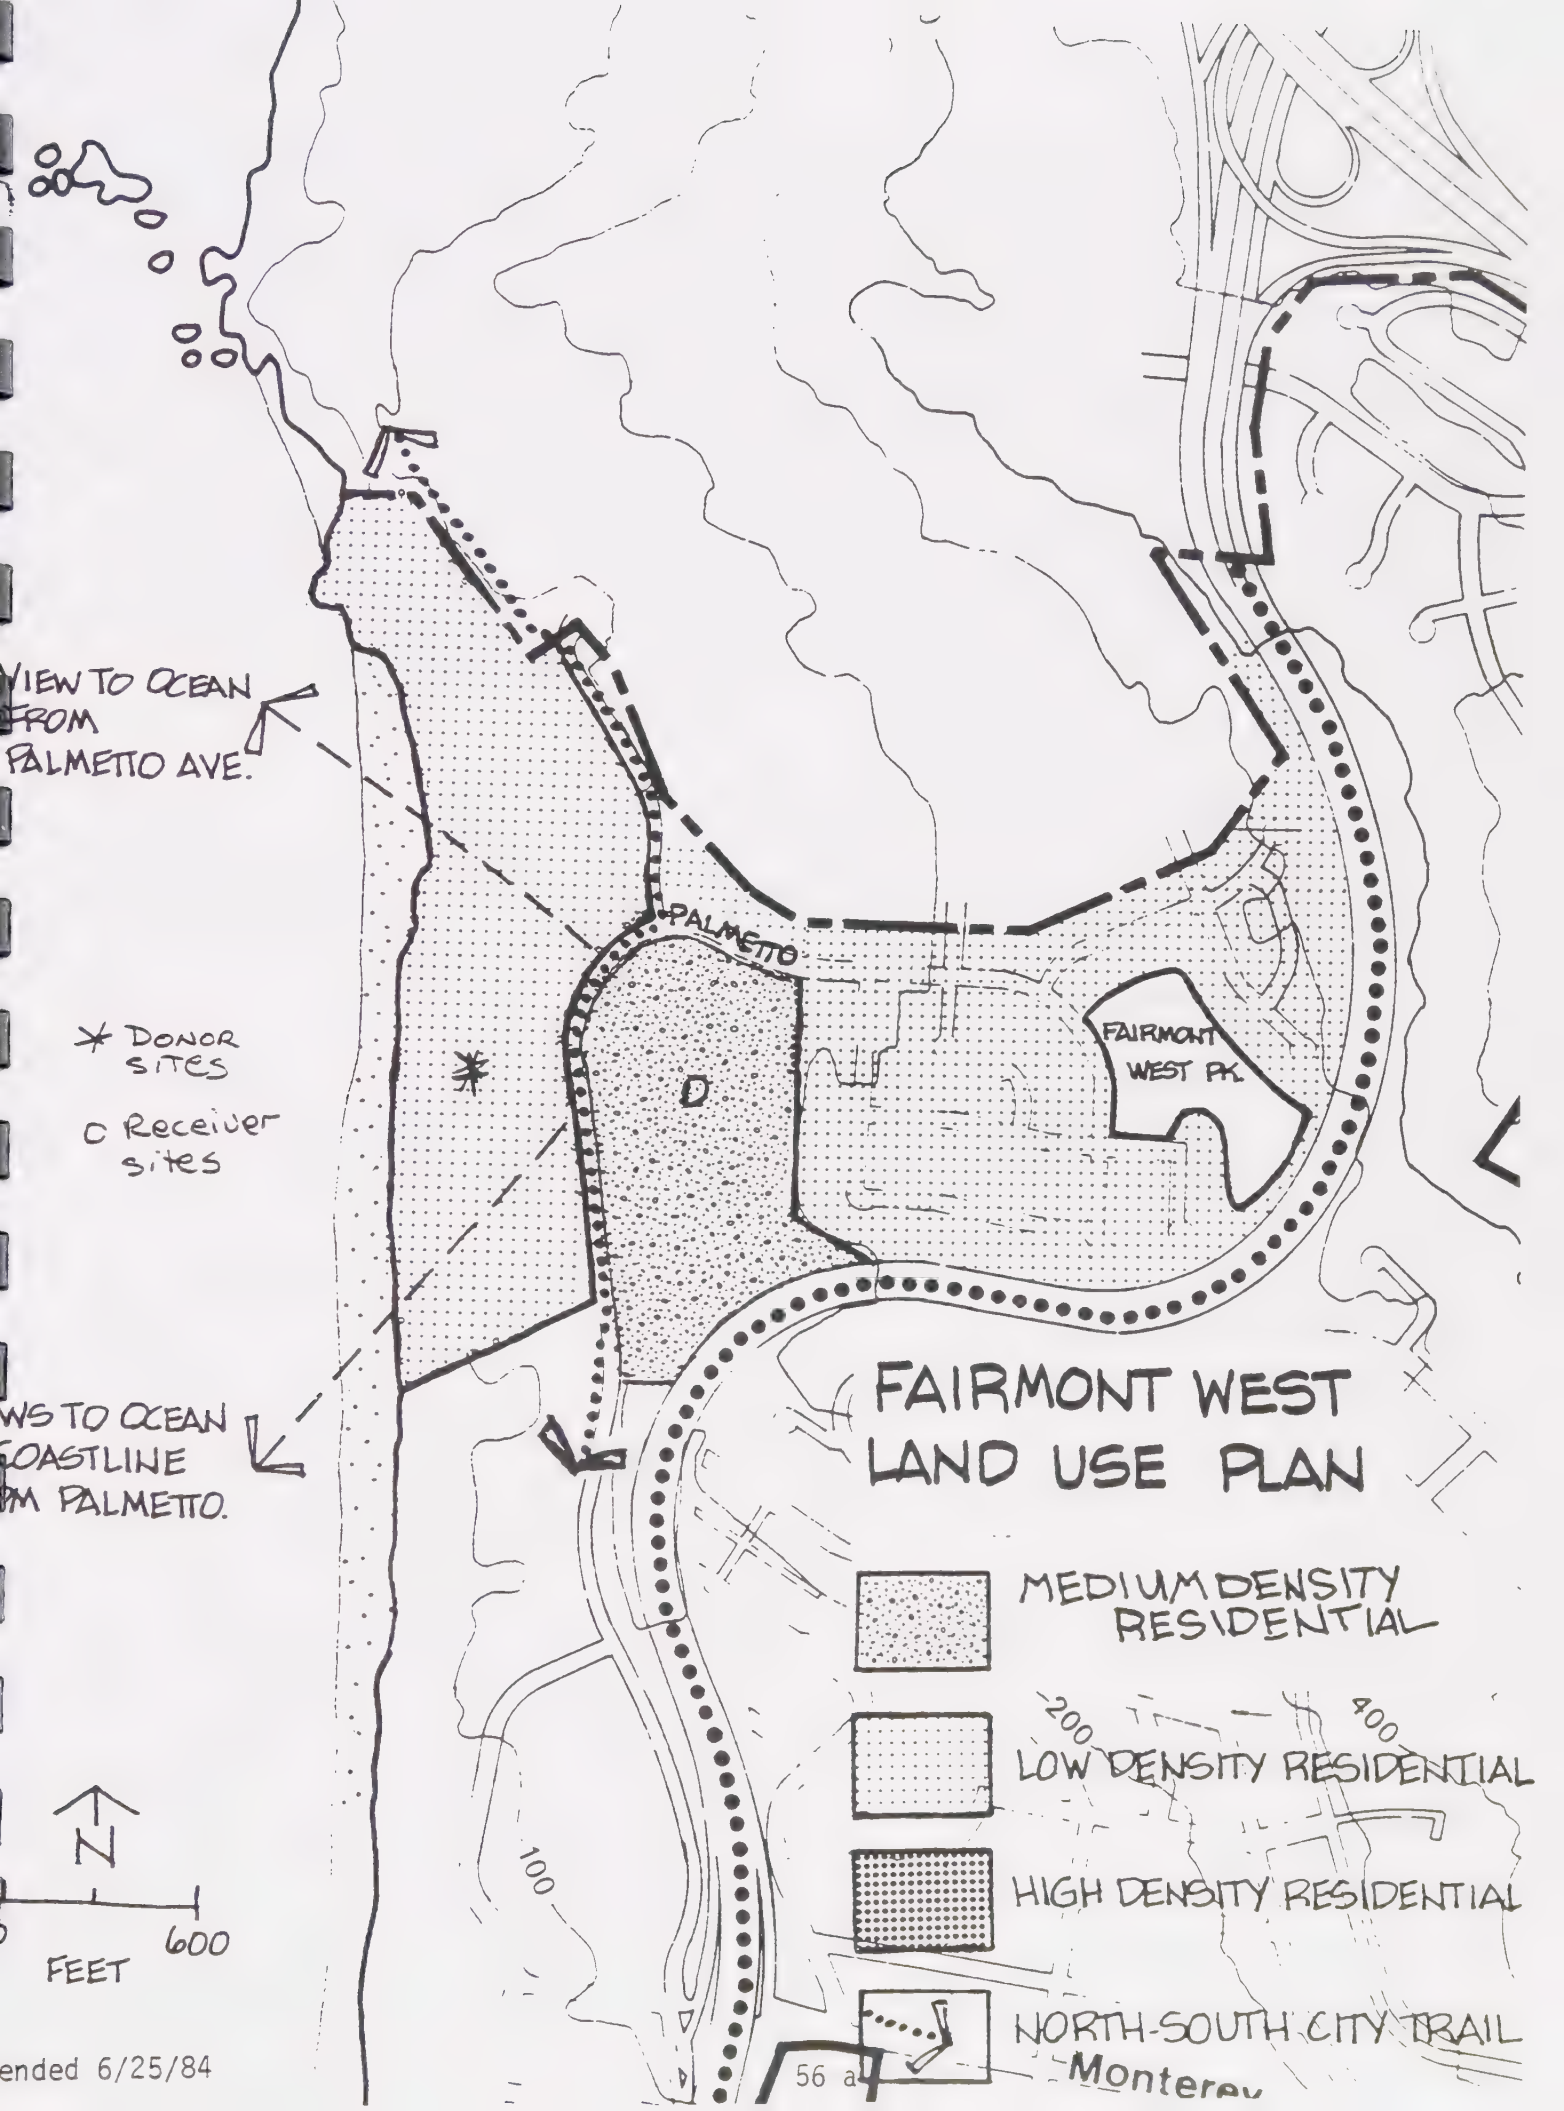 VIEW TO OCEAN
FROM
PALMETTO AVE.
PALMETTO
* DONOR
SITES
O Receiver
sites
D
FAIRMONT
WEST PK.
WS TO OCEAN
COASTLINE
OM PALMETTO.
FAIRMONT WEST
LAND USE PLAN
MEDIUM DENSITY
RESIDENTIAL
200
400
LOW DENSITY RESIDENTIAL
HIGH DENSITY RESIDENTIAL
NORTH-SOUTH CITY TRAIL
Monterey
100
N
0
600
FEET
ended 6/25/84
56 a